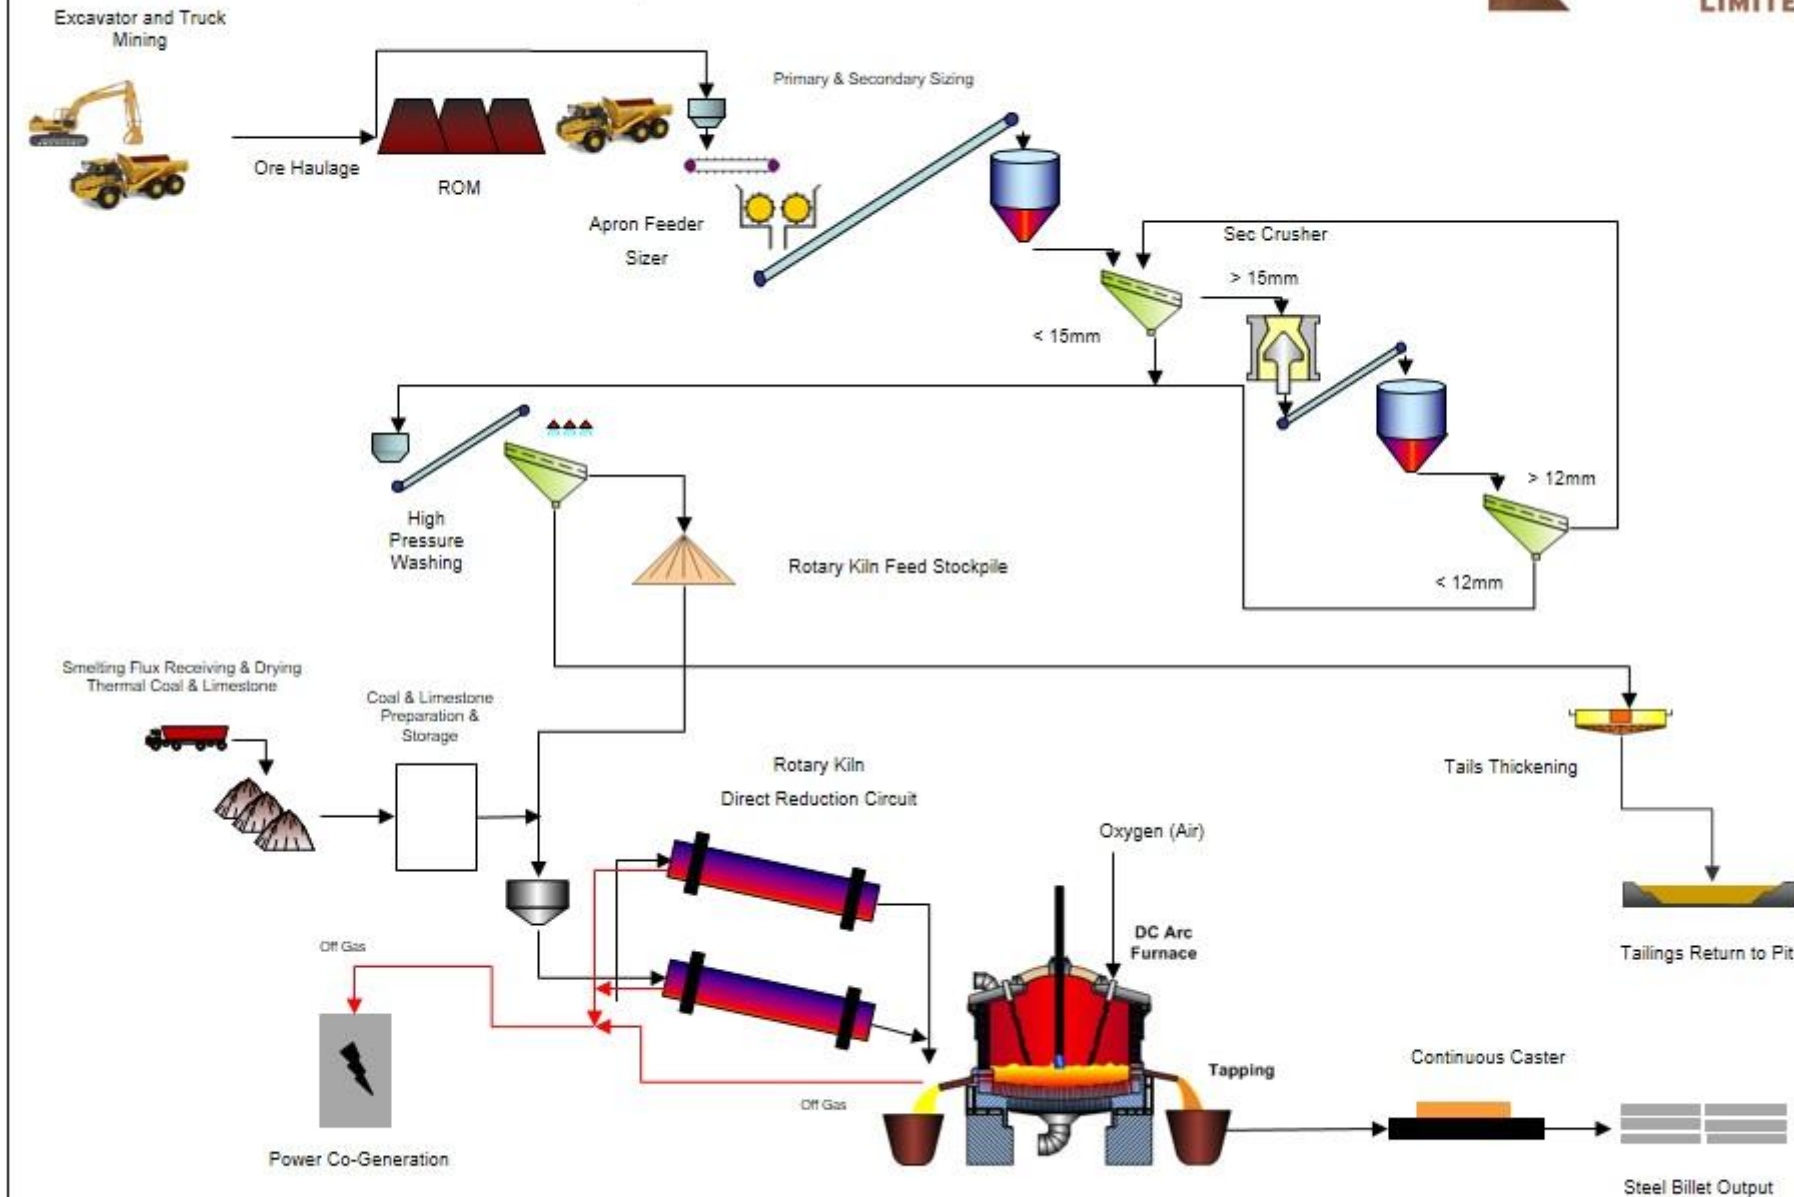 LIMITE
Excavator and Truck
Mining
Primary & Secondary Sizing
Ore Haulage
ROM
Apron Feeder
Sizer
Sec Crusher
> 15mm
< 15mm
> 12mm
< 12mm
High
Pressure
Washing
Rotary Kiln Feed Stockpile
Smelting Flux Receiving & Drying
Thermal Coal & Limestone
Coal & Limestone
Preparation &
Storage
Rotary Kiln
Direct Reduction Circuit
Tails Thickening
Oxygen (Air)
DC Arc
Furnace
Off Gas
Tailings Return to Pit
Continuous Caster
Tapping
Off Gas
Power Co-Generation
Steel Billet Output